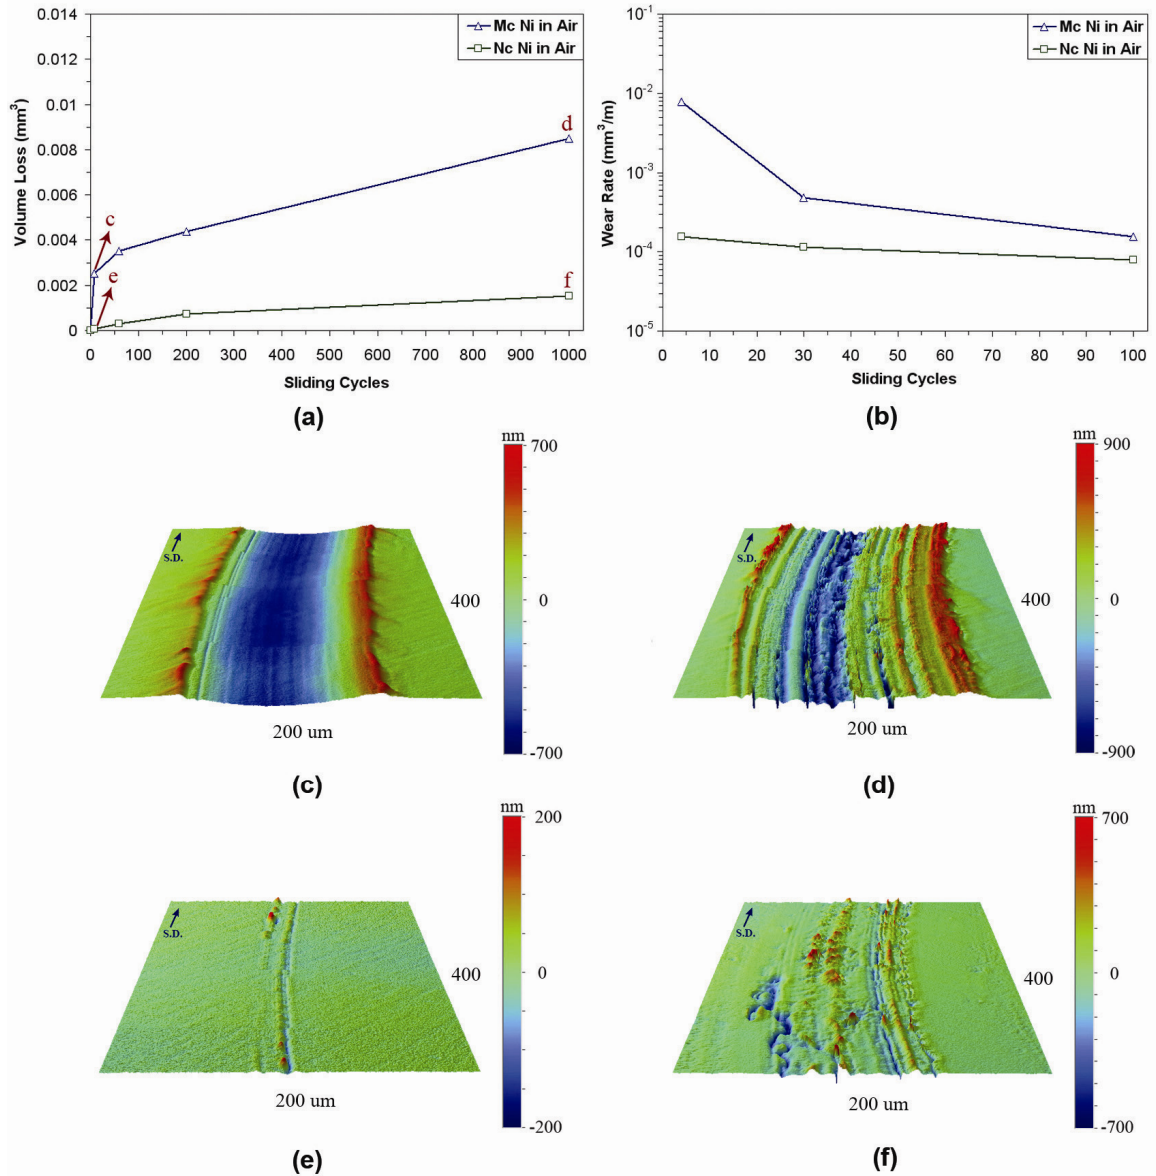 0.014
0.012
0.01
0.008
0.006
0.004
0.002
0
Volume Loss (mm³)
Mc Ni in Air
Nc Ni in Air
c
d
e
f
0 100 200 300 400 500 600 700 800 900 1000
Sliding Cycles
(a)
10⁻¹
10⁻²
10⁻³
10⁻⁴
10⁻⁵
Wear Rate (mm³/m)
Mc Ni in Air
Nc Ni in Air
0 10 20 30 40 50 60 70 80 90 100
Sliding Cycles
(b)
nm
700
0
-700
S.D.
400
200 um
(c)
nm
900
0
-900
S.D.
400
200 um
(d)
nm
200
0
-200
S.D.
400
200 um
(e)
nm
700
0
-700
S.D.
400
200 um
(f)